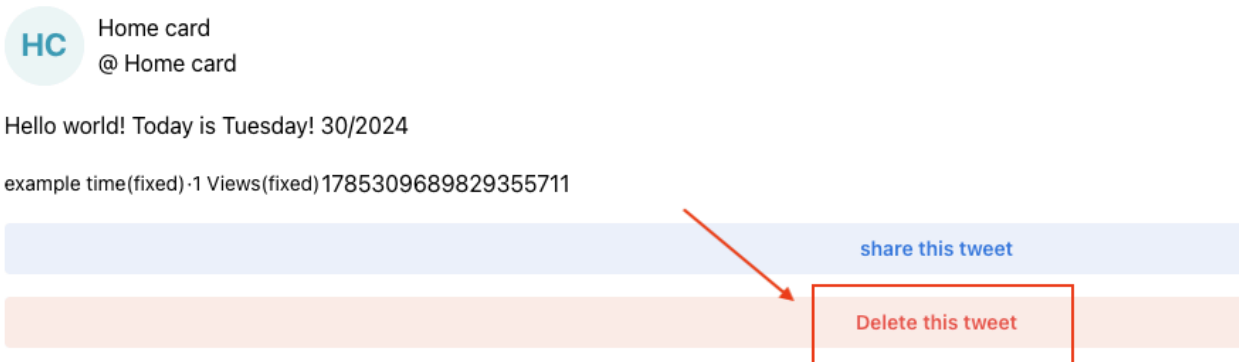 HC
Home card
@ Home card
Hello world! Today is Tuesday! 30/2024
example time(fixed)·1 Views(fixed)1785309689829355711
share this tweet
Delete this tweet